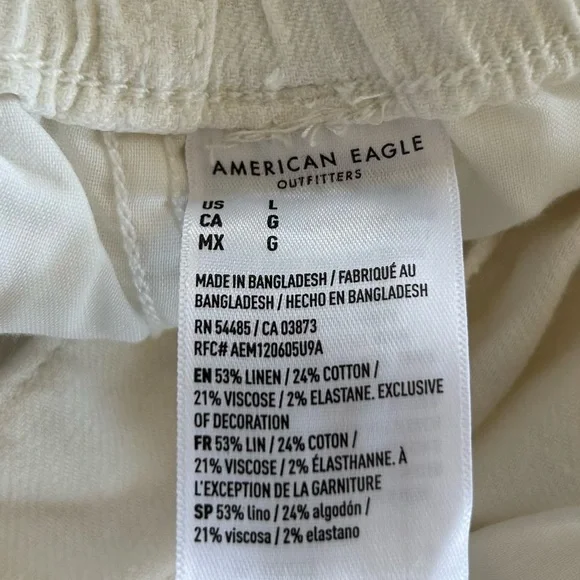 AMERICAN EAGLE
OUTFITTERS
US L
CA G
MX G
MADE IN BANGLADESH / FABRIQUÉ AU
BANGLADESH / HECHO EN BANGLADESH
RN 54485 / CA 03873
RFC# AEM120605U9A
EN 53% LINEN / 24% COTTON /
21% VISCOSE / 2% ELASTANE. EXCLUSIVE
OF DECORATION
FR 53% LIN / 24% COTON /
21% VISCOSE / 2% ÉLASTHANNE. À
L'EXCEPTION DE LA GARNITURE
SP 53% lino / 24% algodón /
21% viscosa / 2% elastano